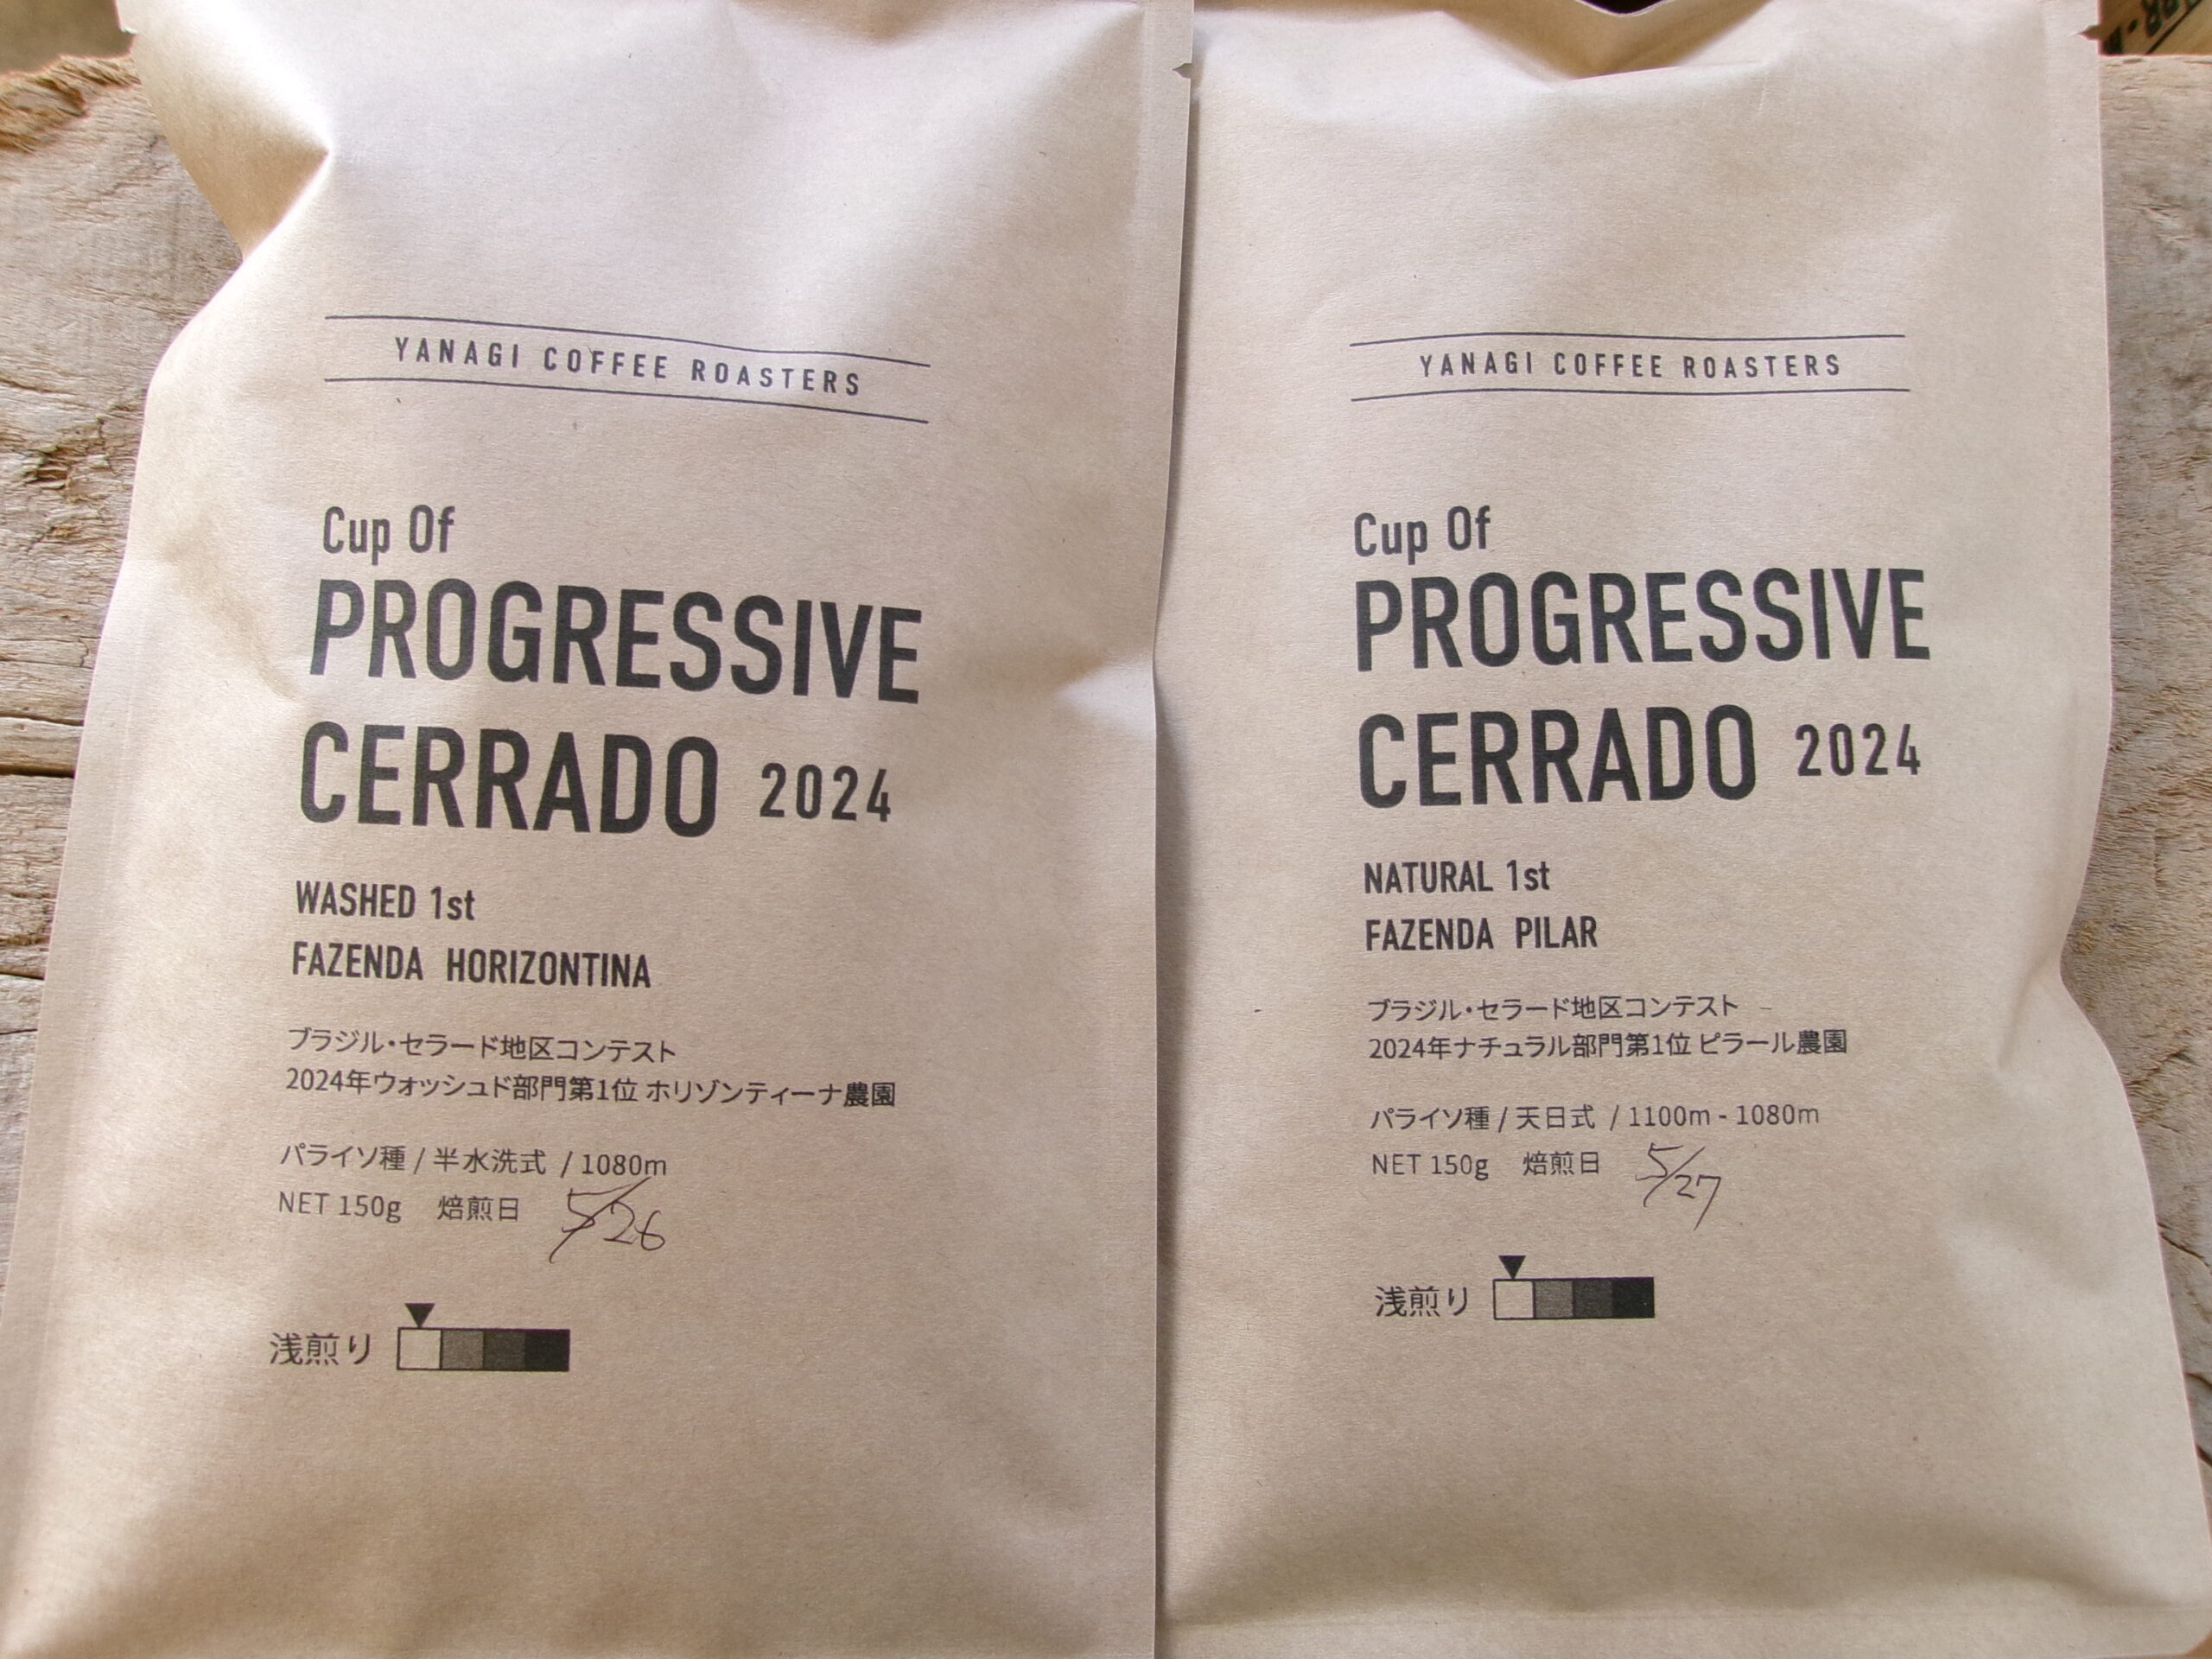 YANAGI COFFEE ROASTERS
Cup Of
PROGRESSIVE
CERRADO 2024
WASHED 1st
FAZENDA HORIZONTINA
ブラジル・セラード地区コンテスト
2024年ウォッシュド部門第1位 ホリゾンティーナ農園
パライソ種 / 半水洗式 / 1080m
NET 150g 焙煎日 5/26
浅煎り
YANAGI COFFEE ROASTERS
Cup Of
PROGRESSIVE
CERRADO 2024
NATURAL 1st
FAZENDA PILAR
ブラジル・セラード地区コンテスト
2024年ナチュラル部門第1位 ピラール農園
パライソ種 / 天日式 / 1100m - 1080m
NET 150g 焙煎日 5/27
浅煎り